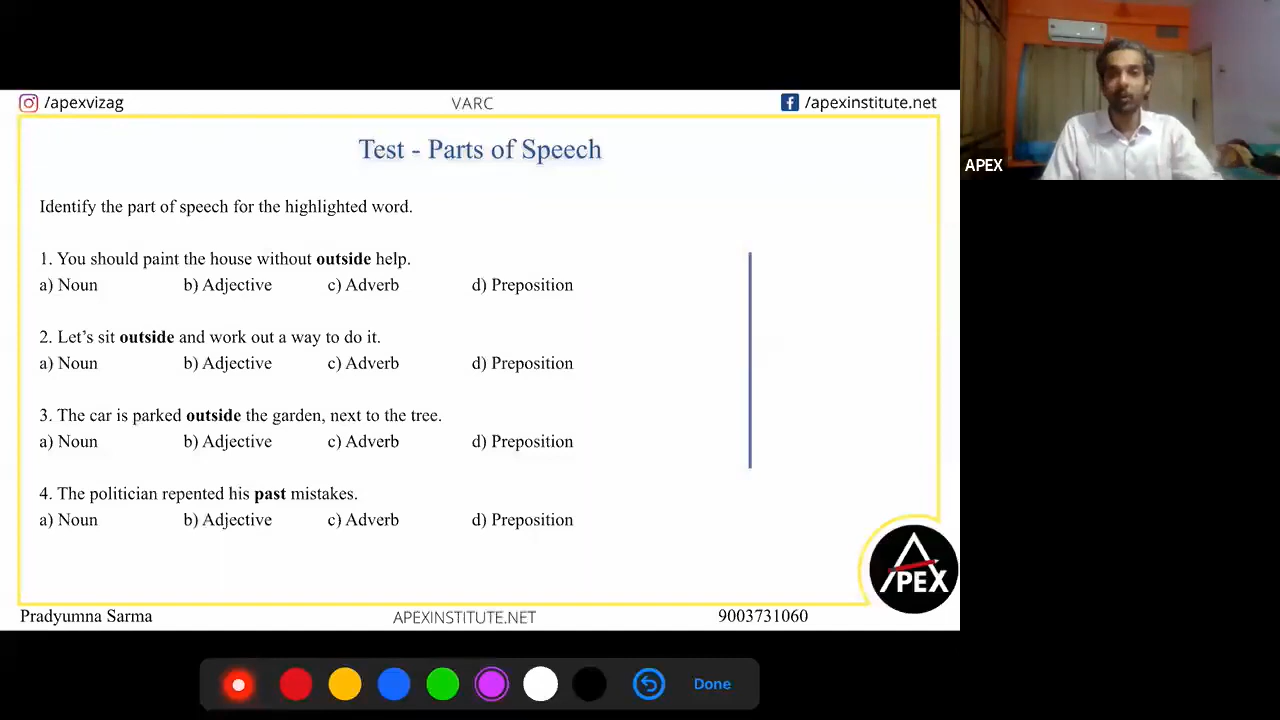 /apexvizag
VARC
/apexinstitute.net
Test - Parts of Speech
APEX
Identify the part of speech for the highlighted word.
1. You should paint the house without outside help.
a) Noun b) Adjective c) Adverb d) Preposition
2. Let’s sit outside and work out a way to do it.
a) Noun b) Adjective c) Adverb d) Preposition
3. The car is parked outside the garden, next to the tree.
a) Noun b) Adjective c) Adverb d) Preposition
4. The politician repented his past mistakes.
a) Noun b) Adjective c) Adverb d) Preposition
APEX
Pradyumna Sarma
APEXINSTITUTE.NET
9003731060
Done